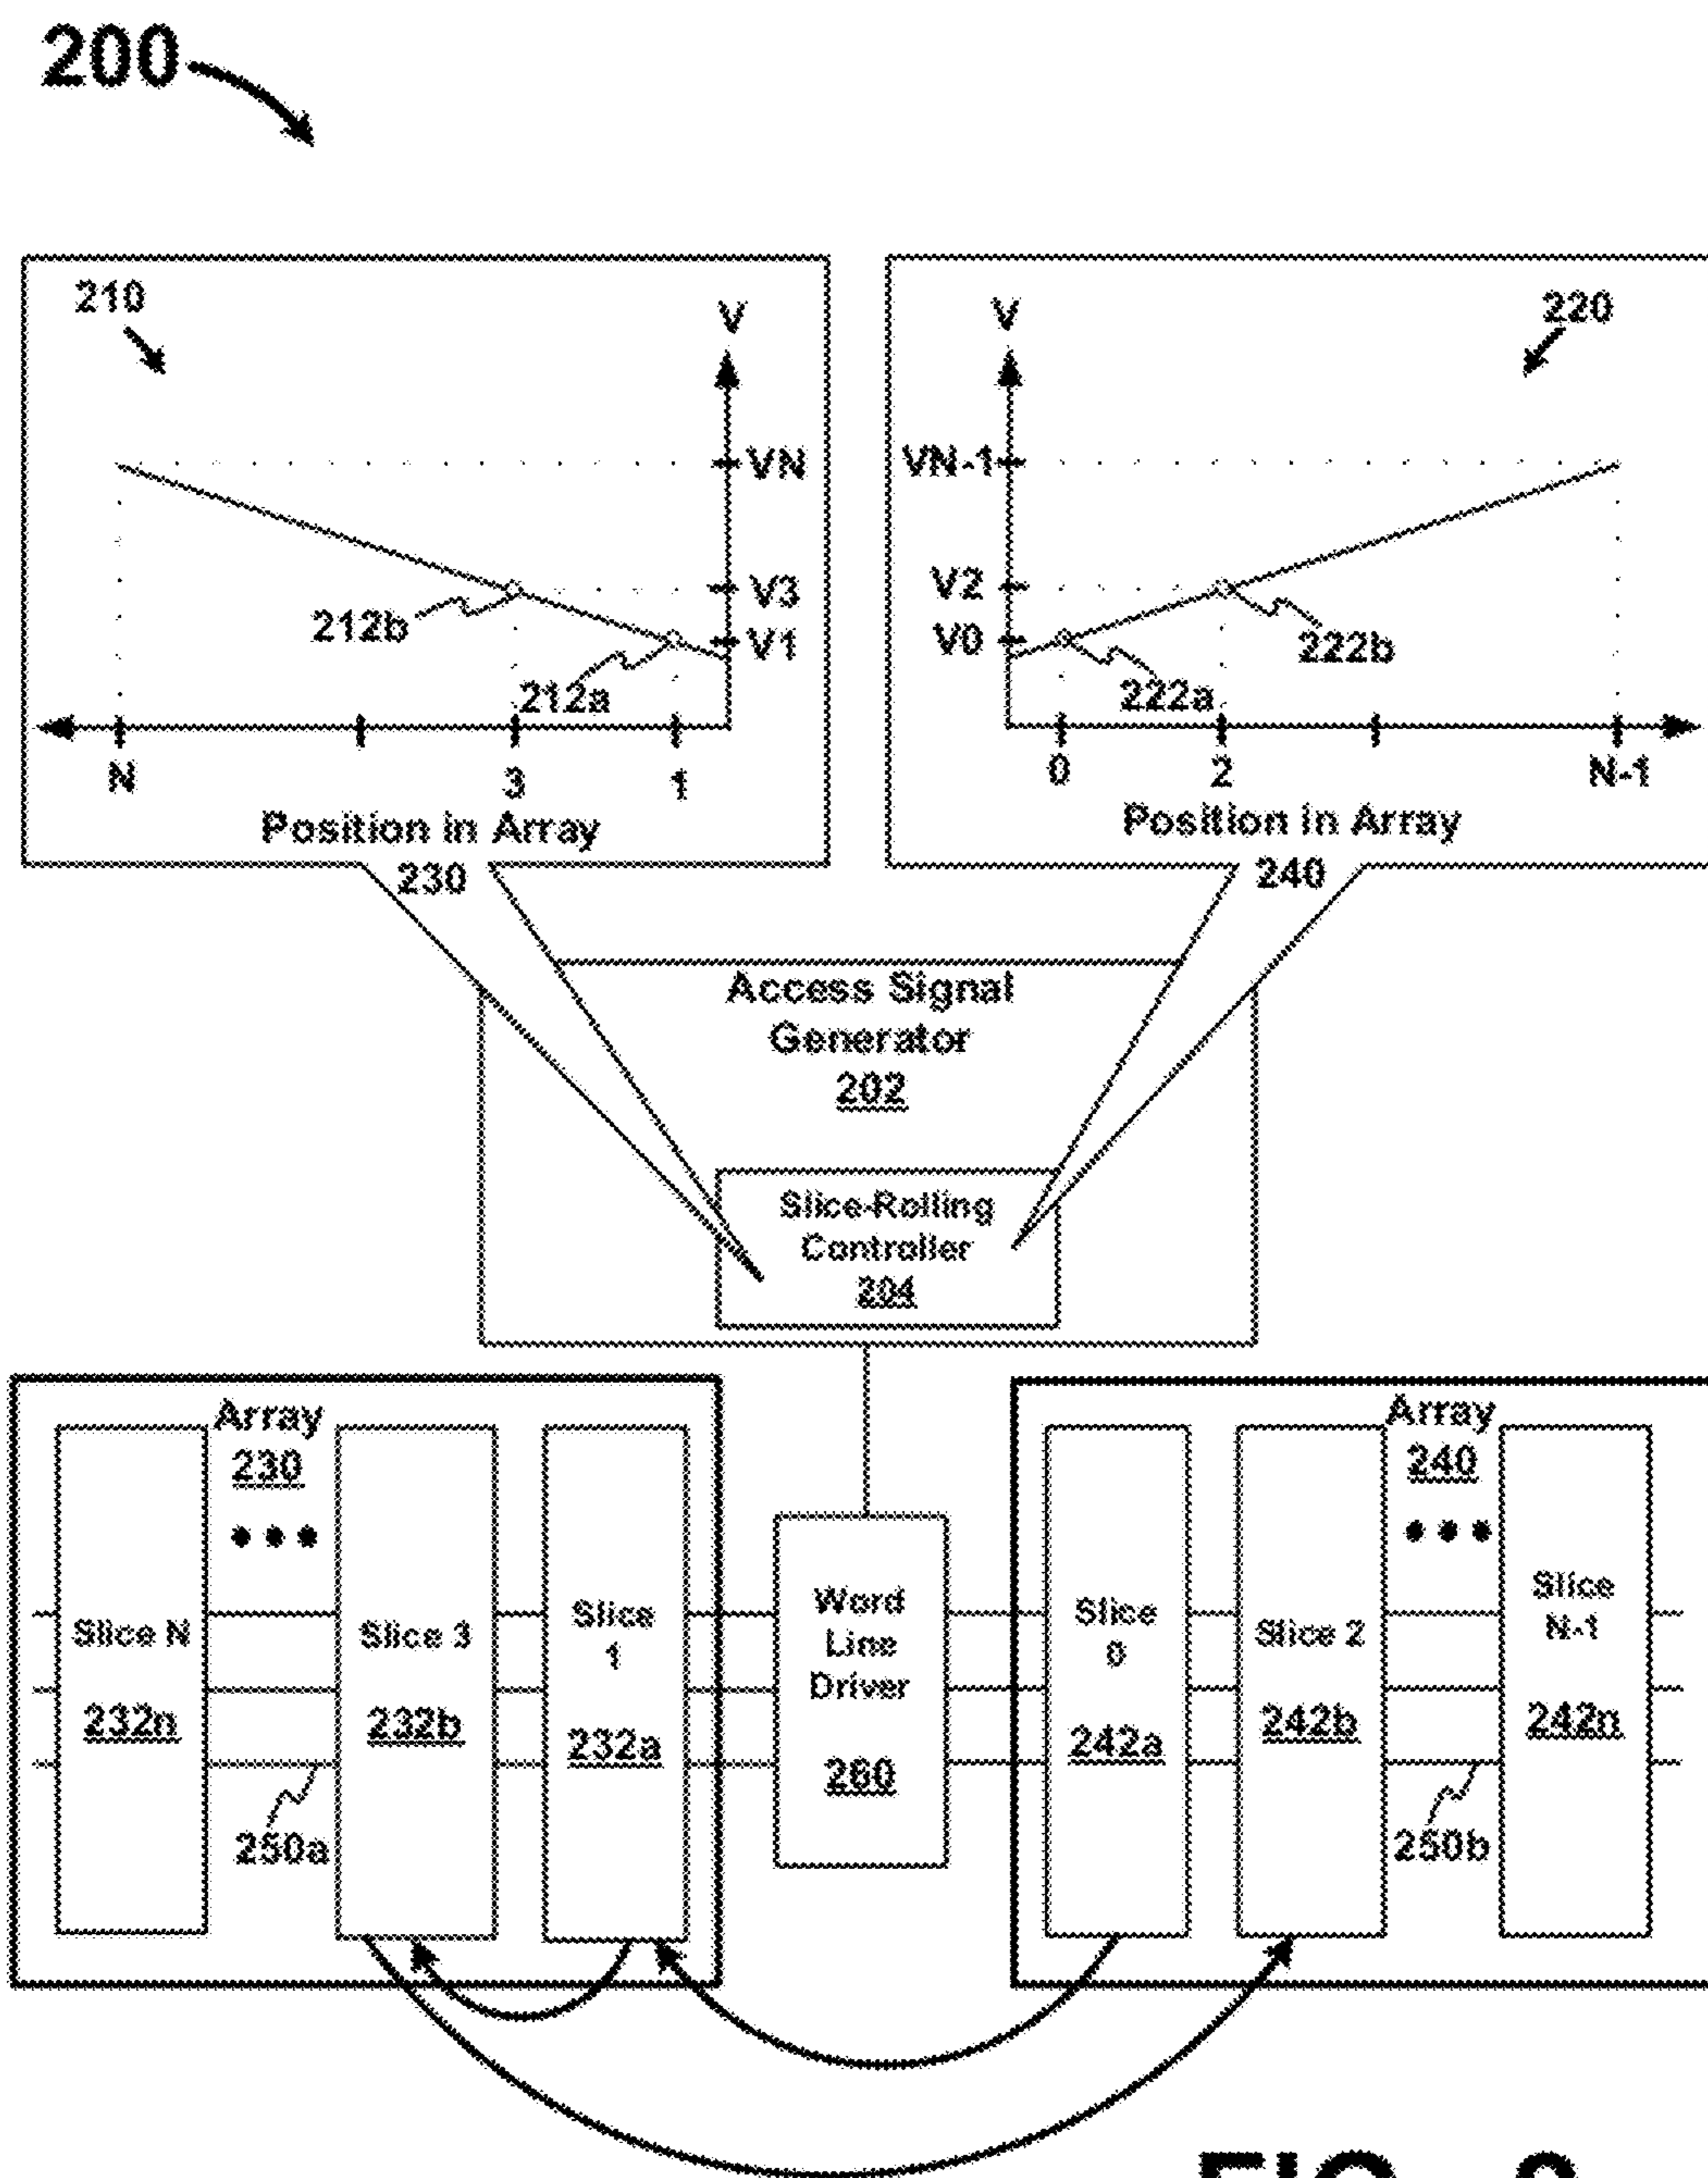 200
210
V
VN
V3
V1
212b
212a
N
3
1
Position in Array
230
220
V
VN-1
V2
V0
222b
222a
0
2
N-1
Position in Array
240
Access Signal
Generator
202
Slice-Rolling
Controller
204
Array
230
•••
Slice N
232n
Slice 3
232b
Slice
1
232a
250a
Word
Line
Driver
260
Array
240
•••
Slice
0
242a
Slice 2
242b
Slice
N-1
242n
250b